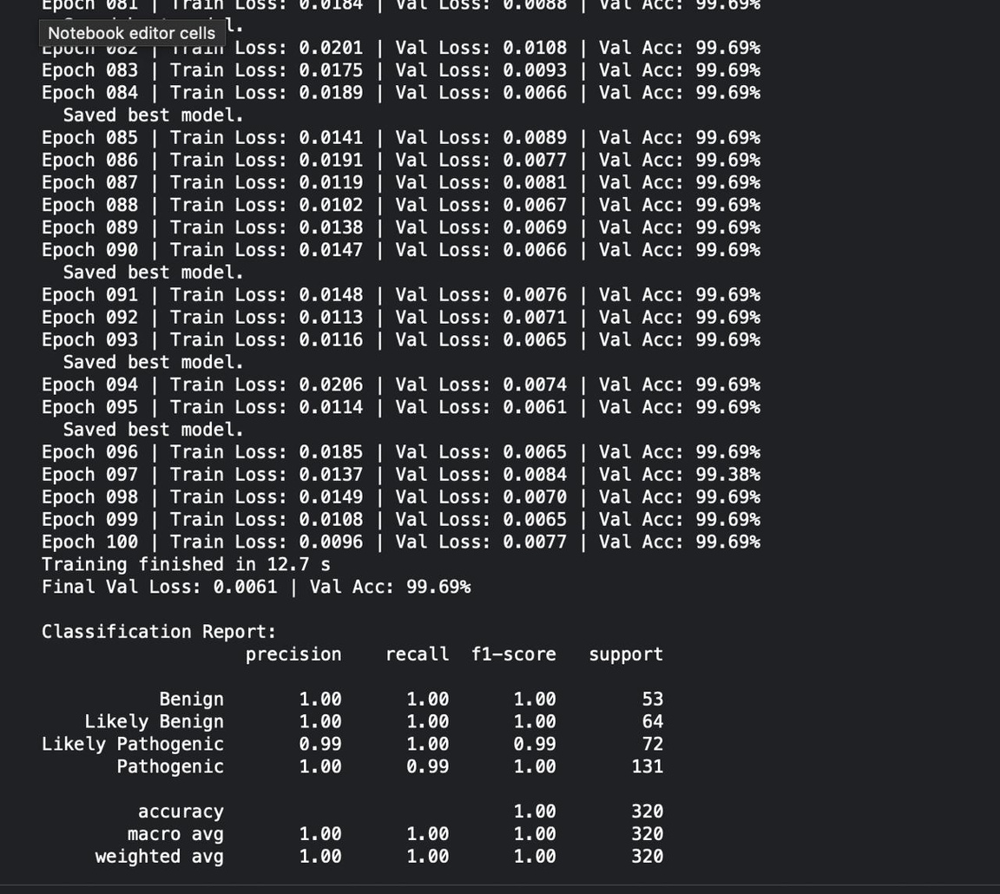 Epoch 081 | Train Loss: 0.0184 | Val Loss: 0.0088 | Val Acc: 99.69%
Notebook editor cells
Epoch 082 | Train Loss: 0.0201 | Val Loss: 0.0108 | Val Acc: 99.69%
Epoch 083 | Train Loss: 0.0175 | Val Loss: 0.0093 | Val Acc: 99.69%
Epoch 084 | Train Loss: 0.0189 | Val Loss: 0.0066 | Val Acc: 99.69%
Saved best model.
Epoch 085 | Train Loss: 0.0141 | Val Loss: 0.0089 | Val Acc: 99.69%
Epoch 086 | Train Loss: 0.0191 | Val Loss: 0.0077 | Val Acc: 99.69%
Epoch 087 | Train Loss: 0.0119 | Val Loss: 0.0081 | Val Acc: 99.69%
Epoch 088 | Train Loss: 0.0102 | Val Loss: 0.0067 | Val Acc: 99.69%
Epoch 089 | Train Loss: 0.0138 | Val Loss: 0.0069 | Val Acc: 99.69%
Epoch 090 | Train Loss: 0.0147 | Val Loss: 0.0066 | Val Acc: 99.69%
Saved best model.
Epoch 091 | Train Loss: 0.0148 | Val Loss: 0.0076 | Val Acc: 99.69%
Epoch 092 | Train Loss: 0.0113 | Val Loss: 0.0071 | Val Acc: 99.69%
Epoch 093 | Train Loss: 0.0116 | Val Loss: 0.0065 | Val Acc: 99.69%
Saved best model.
Epoch 094 | Train Loss: 0.0206 | Val Loss: 0.0074 | Val Acc: 99.69%
Epoch 095 | Train Loss: 0.0114 | Val Loss: 0.0061 | Val Acc: 99.69%
Saved best model.
Epoch 096 | Train Loss: 0.0185 | Val Loss: 0.0065 | Val Acc: 99.69%
Epoch 097 | Train Loss: 0.0137 | Val Loss: 0.0084 | Val Acc: 99.38%
Epoch 098 | Train Loss: 0.0149 | Val Loss: 0.0070 | Val Acc: 99.69%
Epoch 099 | Train Loss: 0.0108 | Val Loss: 0.0065 | Val Acc: 99.69%
Epoch 100 | Train Loss: 0.0096 | Val Loss: 0.0077 | Val Acc: 99.69%
Training finished in 12.7 s
Final Val Loss: 0.0061 | Val Acc: 99.69%
Classification Report:
precision recall f1-score support
Benign 1.00 1.00 1.00 53
Likely Benign 1.00 1.00 1.00 64
Likely Pathogenic 0.99 1.00 0.99 72
Pathogenic 1.00 0.99 1.00 131
accuracy 1.00 320
macro avg 1.00 1.00 1.00 320
weighted avg 1.00 1.00 1.00 320